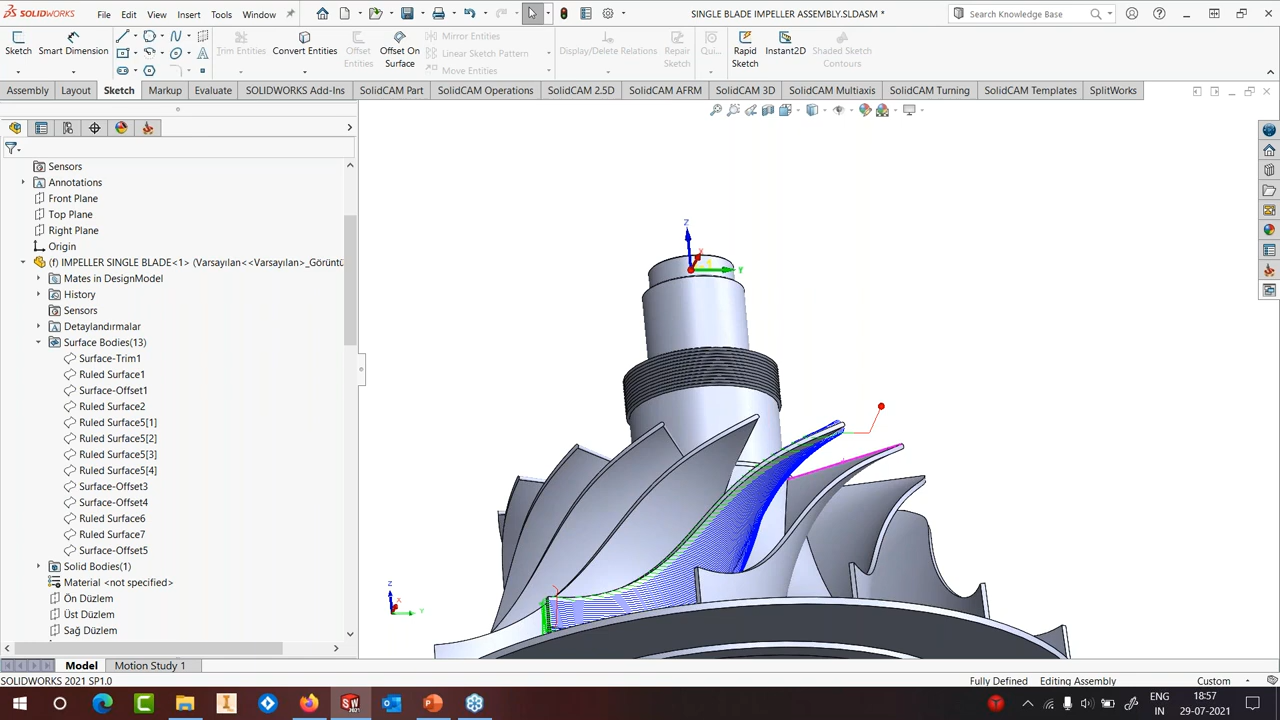 SOLIDWORKS File Edit View Insert Tools Window SINGLE BLADE IMPELLER ASSEMBLY.SLDASM * Search Knowledge Base
Sketch Smart Dimension Trim Entities Convert Entities Offset Entities Offset On Surface Mirror Entities Linear Sketch Pattern Move Entities Display/Delete Relations Repair Sketch Qui... Rapid Sketch Instant2D Shaded Sketch Contours
Assembly Layout Sketch Markup Evaluate SOLIDWORKS Add-Ins SolidCAM Part SolidCAM Operations SolidCAM 2.5D SolidCAM AFRM SolidCAM 3D SolidCAM Multiaxis SolidCAM Turning SolidCAM Templates SplitWorks
Sensors
Annotations
Front Plane
Top Plane
Right Plane
Origin
(f) IMPELLER SINGLE BLADE<1> (Varsayılan<<Varsayılan>_Görüntü
Mates in DesignModel
History
Sensors
Detaylandırmalar
Surface Bodies(13)
Surface-Trim1
Ruled Surface1
Surface-Offset1
Ruled Surface2
Ruled Surface5[1]
Ruled Surface5[2]
Ruled Surface5[3]
Ruled Surface5[4]
Surface-Offset3
Surface-Offset4
Ruled Surface6
Ruled Surface7
Surface-Offset5
Solid Bodies(1)
Material <not specified>
Ön Düzlem
Üst Düzlem
Sağ Düzlem
Z
X
Y
Z
X
Y
Model Motion Study 1
SOLIDWORKS 2021 SP1.0 Fully Defined Editing Assembly Custom
ENG 18:57
IN 29-07-2021